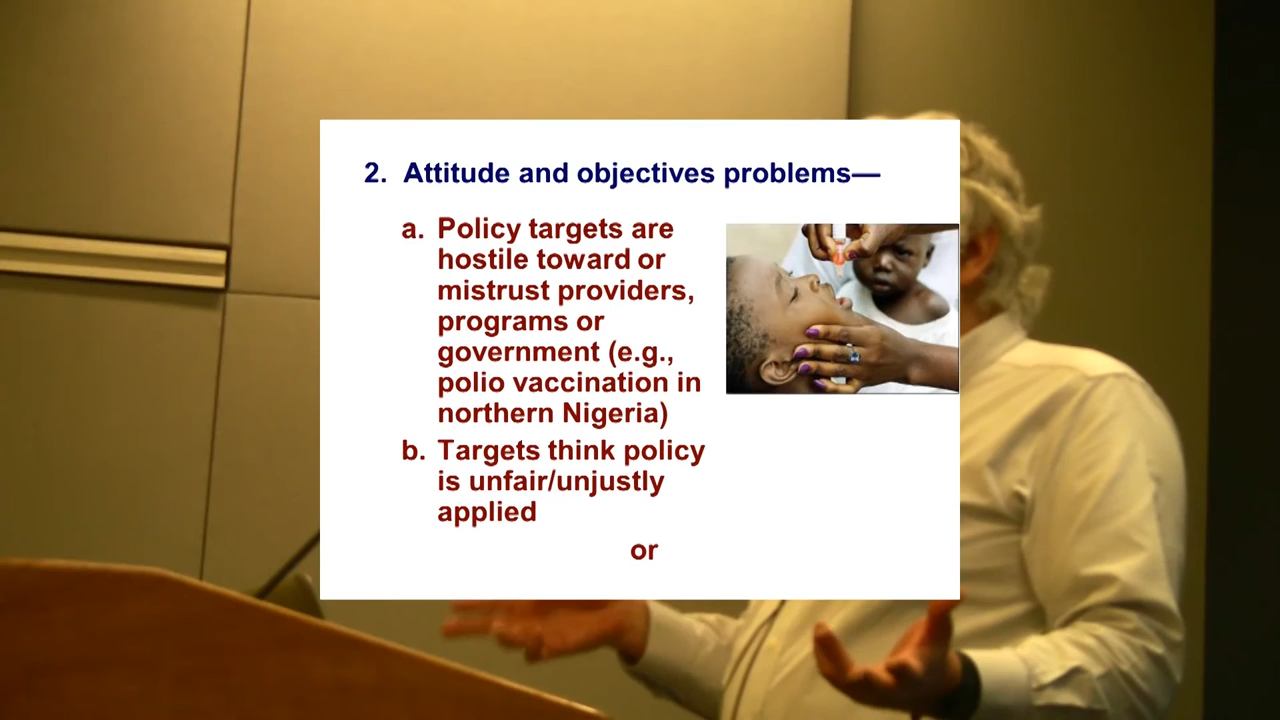 2. Attitude and objectives problems—
a. Policy targets are
hostile toward or
mistrust providers,
programs or
government (e.g.,
polio vaccination in
northern Nigeria)
b. Targets think policy
is unfair/unjustly
applied
or